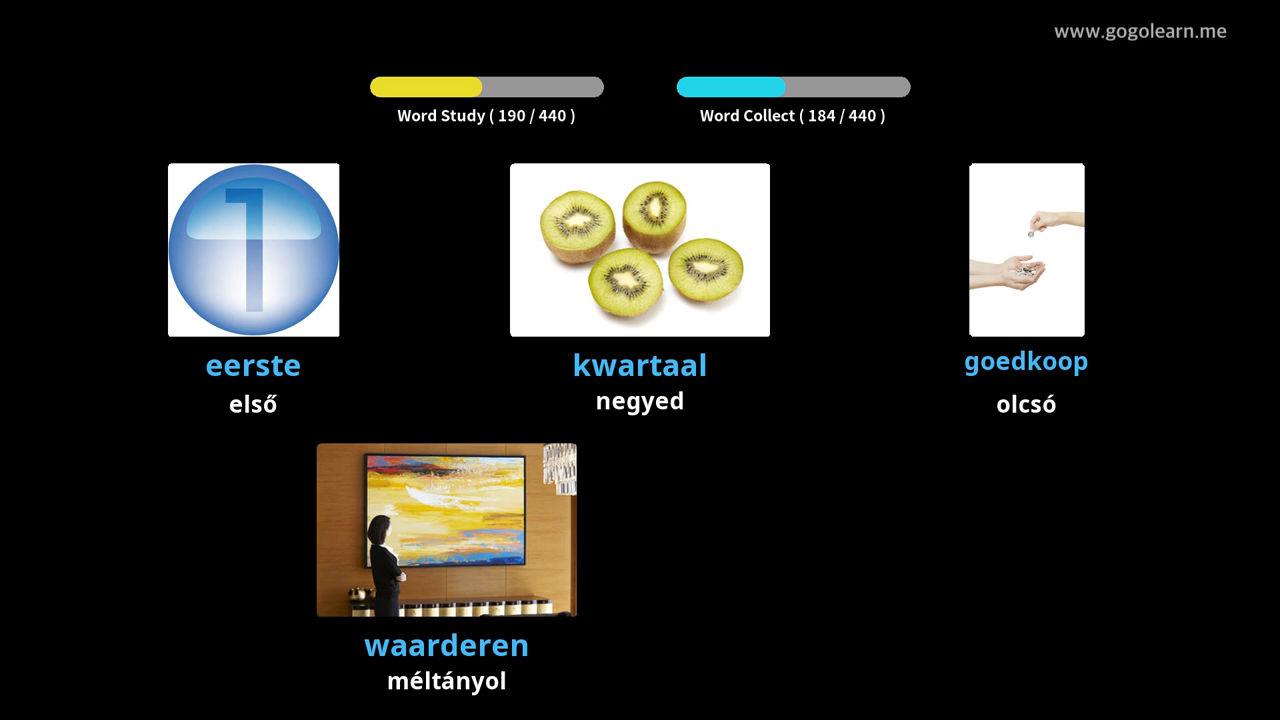 www.gogolearn.me
Word Study ( 190 / 440 )
Word Collect ( 184 / 440 )
1
eerste
első
kwartaal
negyed
goedkoop
olcsó
waarderen
méltányol